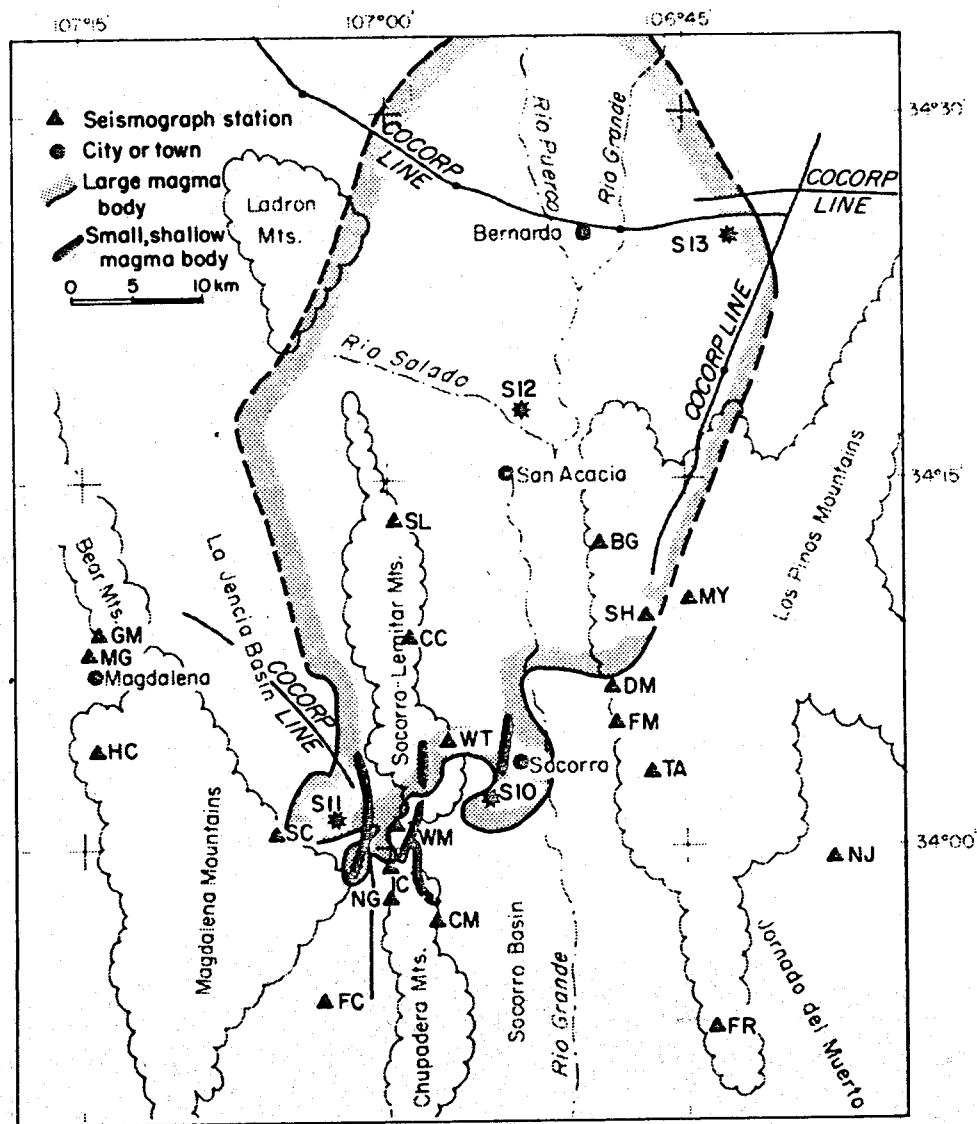 107°15'
107°00'
106°45'
34°30'
Seismograph station
City or town
Large magma
body
Small, shallow
magma body
0 5 10 km
COCORP
LINE
Rio Puerco
Rio Grande
COCORP
LINE
Ladron
Mts.
Bernardo
S13
COCORP LINE
Rio Salado
S12
San Acacia
34°15'
SL
BG
Bear Mts.
La Jencia Basin
Socorro-Lemitar Mts.
Los Pinos Mountains
MY
SH
GM
CC
MG
Magdalena
COCORP
LINE
DM
FM
HC
WT
Socorro
TA
S10
S11
SC
WM
34°00'
NJ
IC
NG
CM
Magdalena Mountains
Chupadera Mts.
Socorro Basin
Rio Grande
Jornado del Muerto
FC
FR